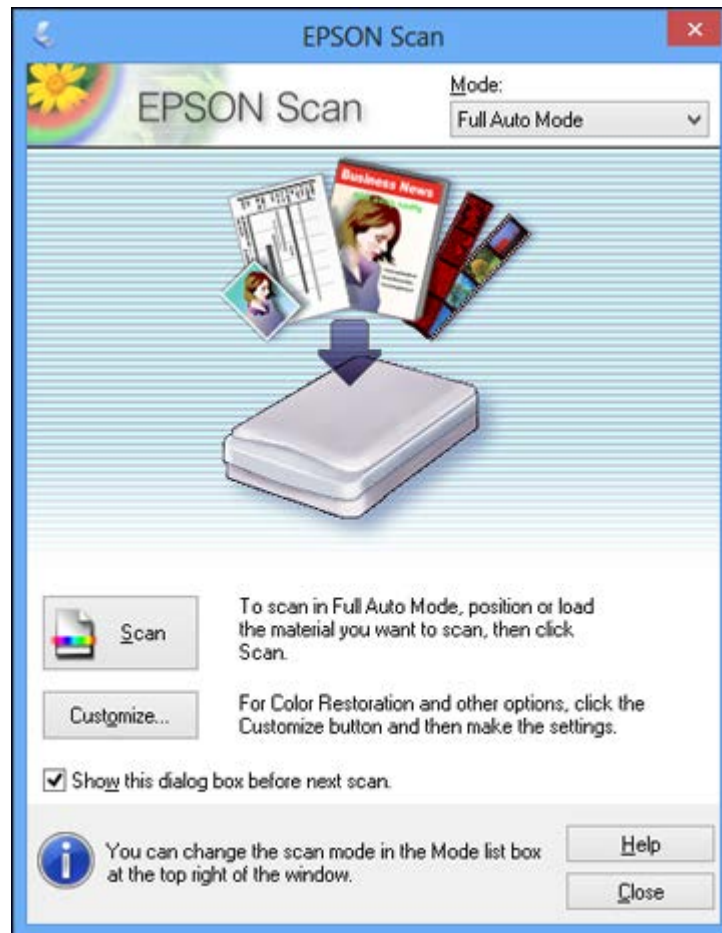 EPSON Scan
EPSON Scan
Mode:
Full Auto Mode
Business News
Scan
To scan in Full Auto Mode, position or load
the material you want to scan, then click
Scan.
Customize...
For Color Restoration and other options, click the
Customize button and then make the settings.
Show this dialog box before next scan.
You can change the scan mode in the Mode list box
at the top right of the window.
Help
Close